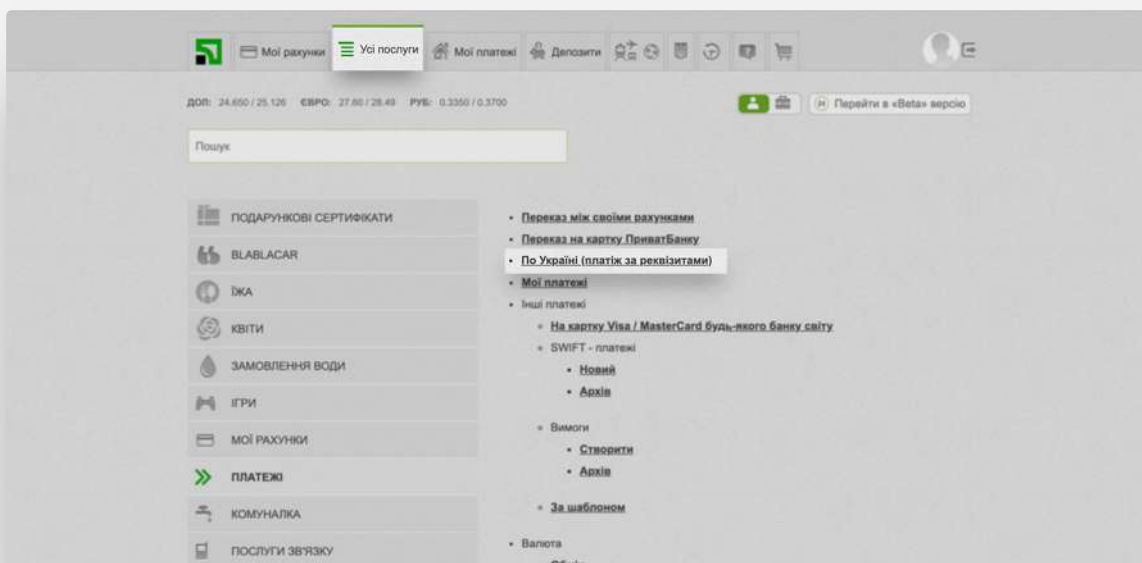 Мої рахунки Усі послуги Мої платежі Депозити
ДОЛ: 24.650 / 25.126 ЄВРО: 27.60 / 28.49 РУБ: 0.3350 / 0.3700
Перейти в «Beta» версію
Пошук
ПОДАРУНКОВІ СЕРТИФІКАТИ
BLABLACAR
ЇЖА
КВІТИ
ЗАМОВЛЕННЯ ВОДИ
ІГРИ
МОЇ РАХУНКИ
ПЛАТЕЖІ
КОМУНАЛКА
ПОСЛУГИ ЗВ'ЯЗКУ
Переказ між своїми рахунками
Переказ на картку ПриватБанку
По Україні (платіж за реквізитами)
Мої платежі
Інші платежі
На картку Visa / MasterCard будь-якого банку світу
SWIFT - платежі
Новий
Архів
Вимоги
Створити
Архів
За шаблоном
Валюта